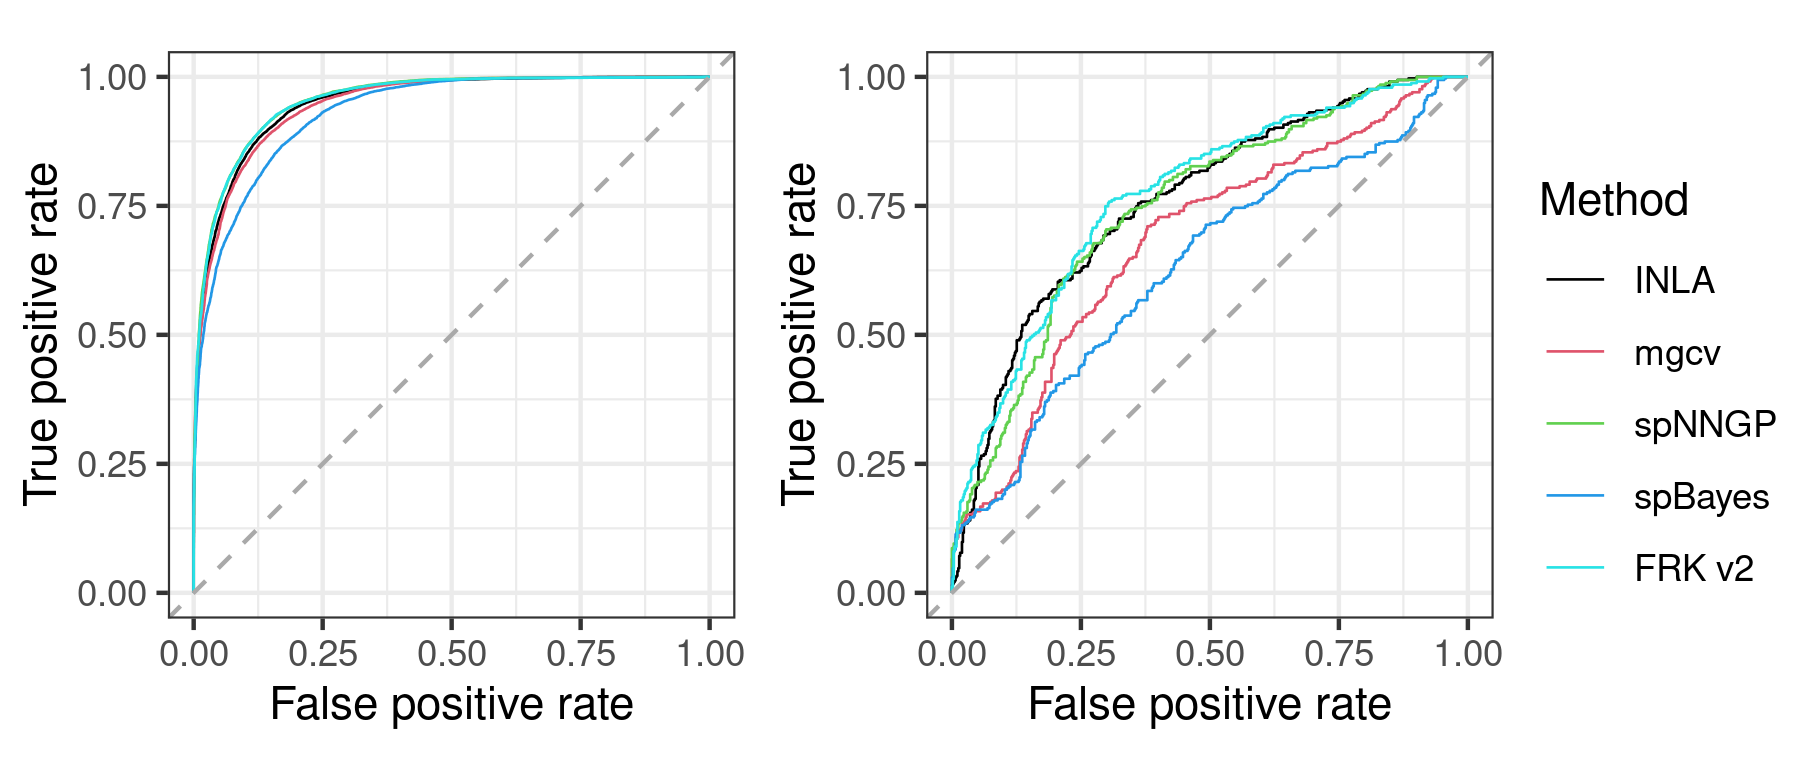 True positive rate
1.00
0.75
0.50
0.25
0.00
0.00 0.25 0.50 0.75 1.00
False positive rate
True positive rate
1.00
0.75
0.50
0.25
0.00
0.00 0.25 0.50 0.75 1.00
False positive rate
Method
INLA
mgcv
spNNGP
spBayes
FRK v2